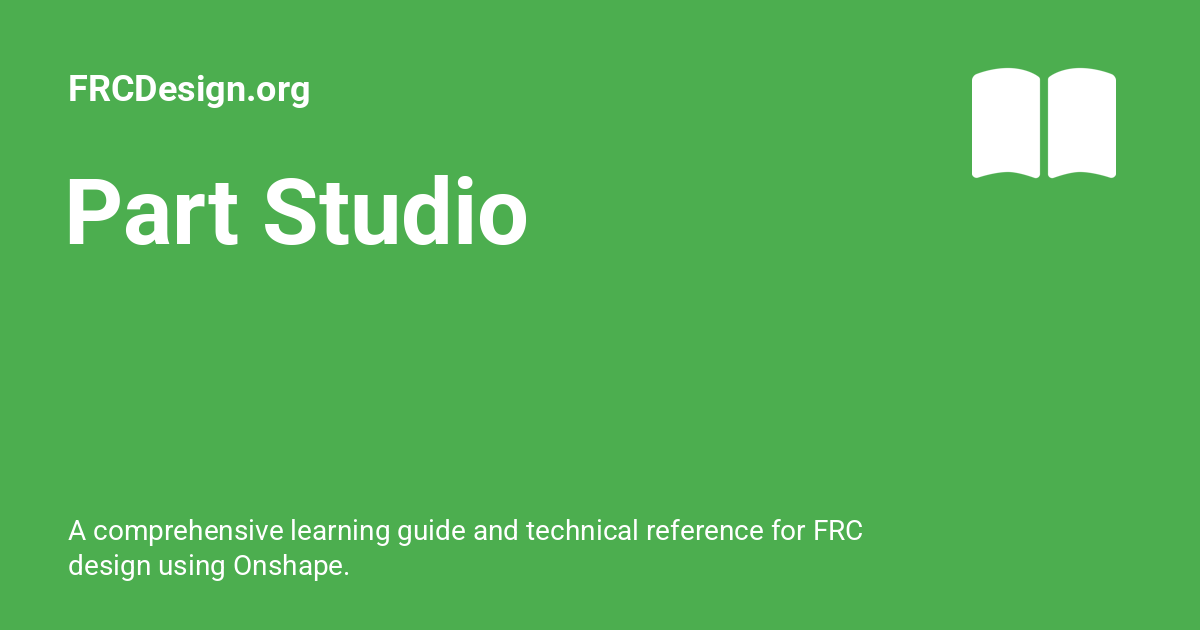 FRCDesign.org
Part Studio
A comprehensive learning guide and technical reference for FRC
design using Onshape.